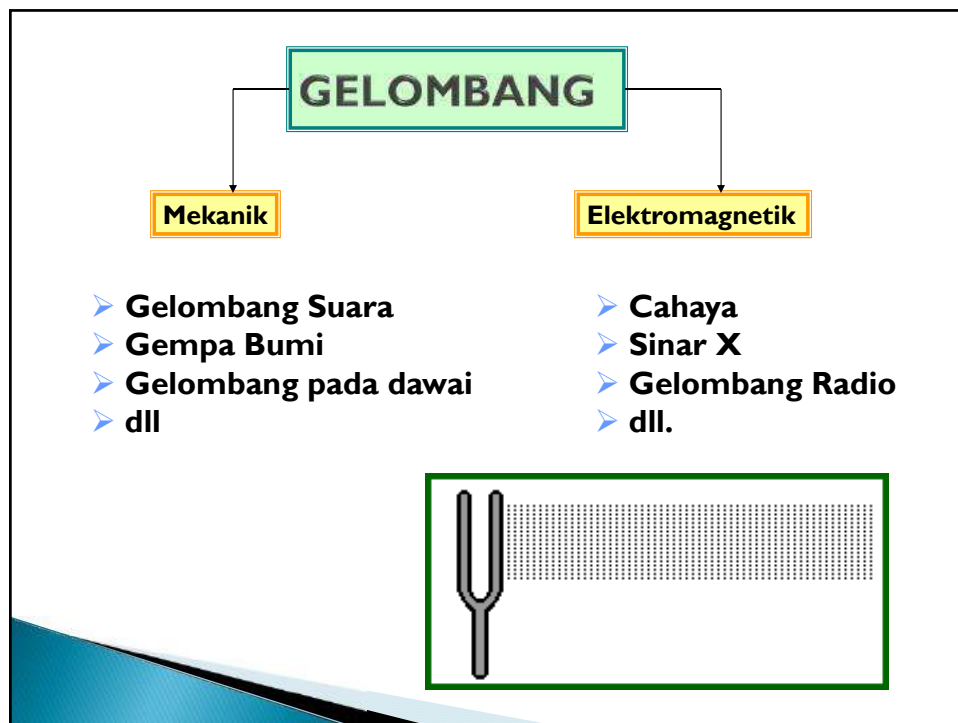 GELOMBANG
Mekanik
Elektromagnetik
Gelombang Suara
Gempa Bumi
Gelombang pada dawai
dll
Cahaya
Sinar X
Gelombang Radio
dll.